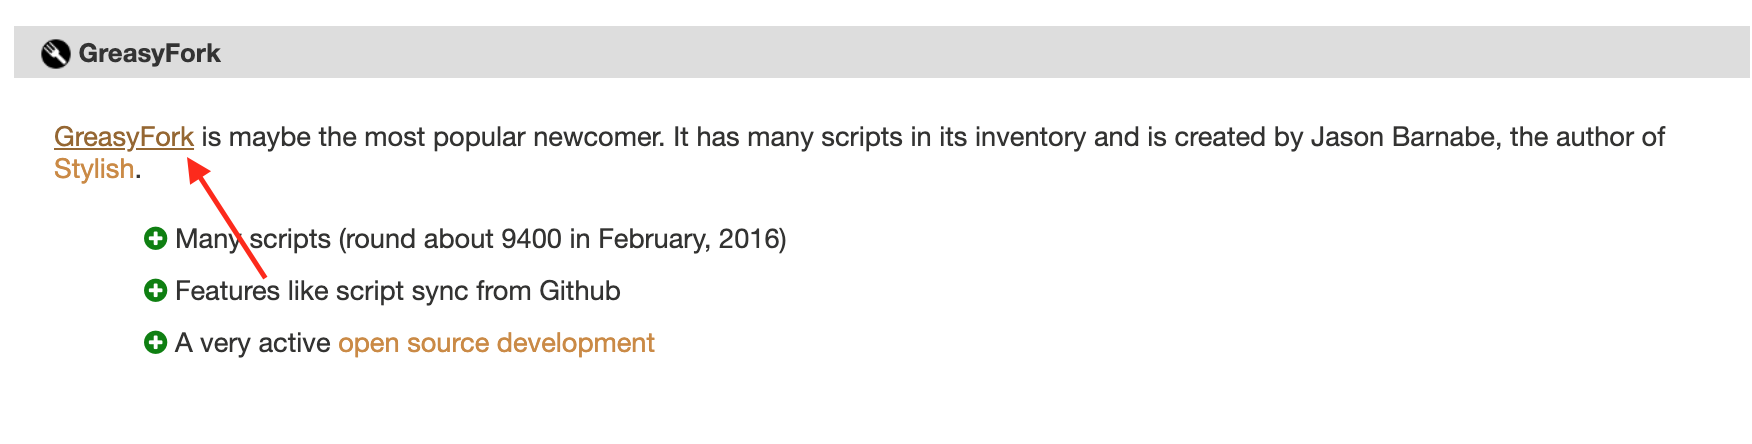 GreasyFork
GreasyFork is maybe the most popular newcomer. It has many scripts in its inventory and is created by Jason Barnabe, the author of
Stylish.
Many scripts (round about 9400 in February, 2016)
Features like script sync from Github
A very active open source development